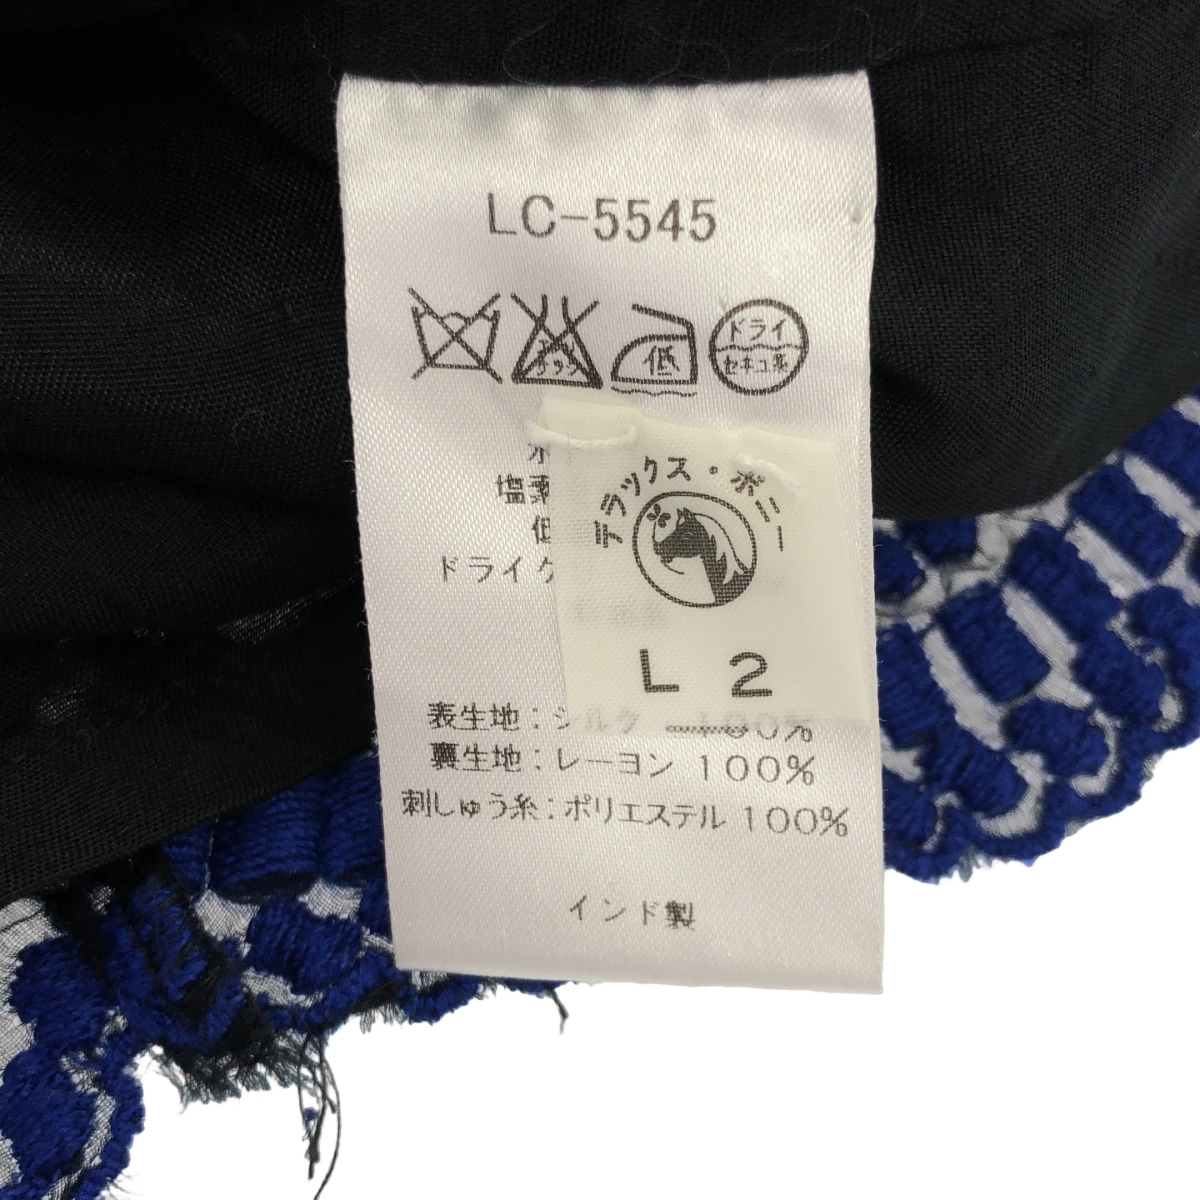 LC-5545
ドライ
セキユ系
低
塩素
ドライク
デラックス・ポニー
L 2
表生地：シルク 100%
裏生地：レーヨン 100%
刺しゅう糸：ポリエステル 100%
インド製